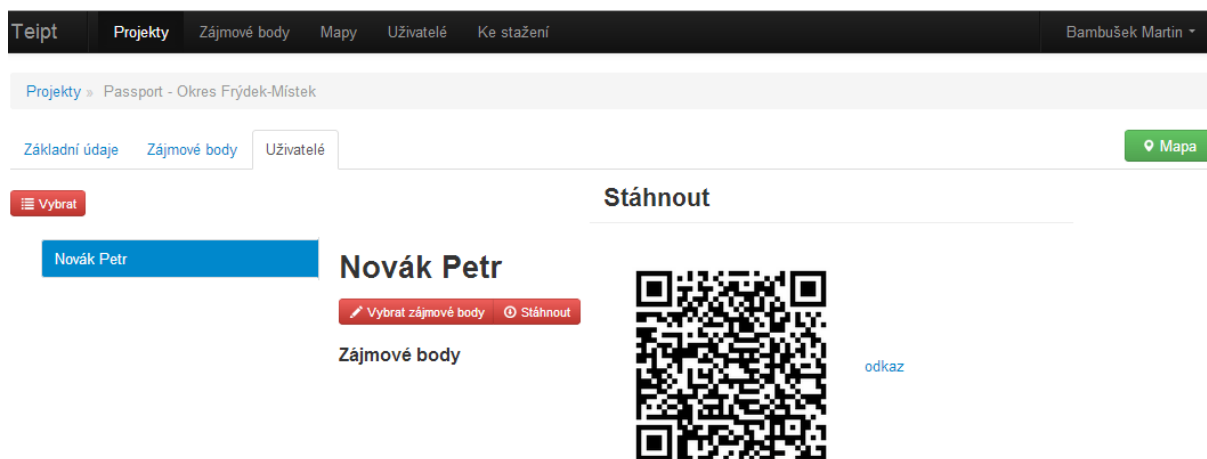 Teipt Projekty Zájmové body Mapy Uživatelé Ke stažení Bambušek Martin
Projekty » Passport - Okres Frýdek-Místek
Základní údaje Zájmové body Uživatelé Mapa
Vybrat
Stáhnout
Novák Petr
Novák Petr
Vybrat zájmové body Stáhnout
Zájmové body
odkaz